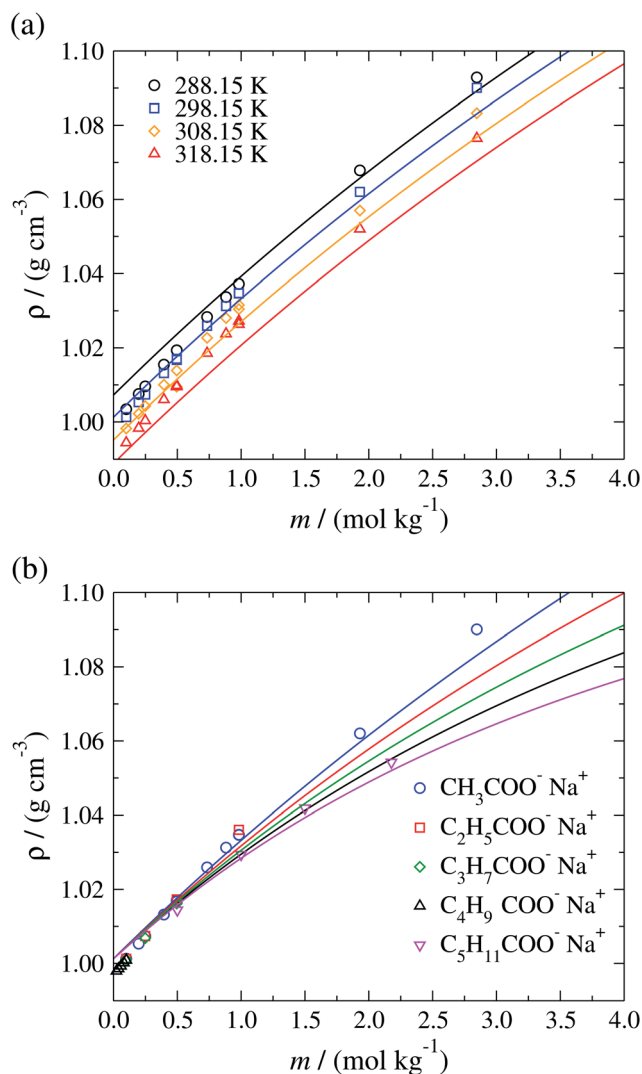 (a)
1.10
1.08
1.06
1.04
1.02
1.00
ρ / (g cm⁻³)
288.15 K
298.15 K
308.15 K
318.15 K
0.0 0.5 1.0 1.5 2.0 2.5 3.0 3.5 4.0
m / (mol kg⁻¹)
(b)
1.10
1.08
1.06
1.04
1.02
1.00
ρ / (g cm⁻³)
CH₃COO⁻ Na⁺
C₂H₅COO⁻ Na⁺
C₃H₇COO⁻ Na⁺
C₄H₉ COO⁻ Na⁺
C₅H₁₁COO⁻ Na⁺
0.0 0.5 1.0 1.5 2.0 2.5 3.0 3.5 4.0
m / (mol kg⁻¹)